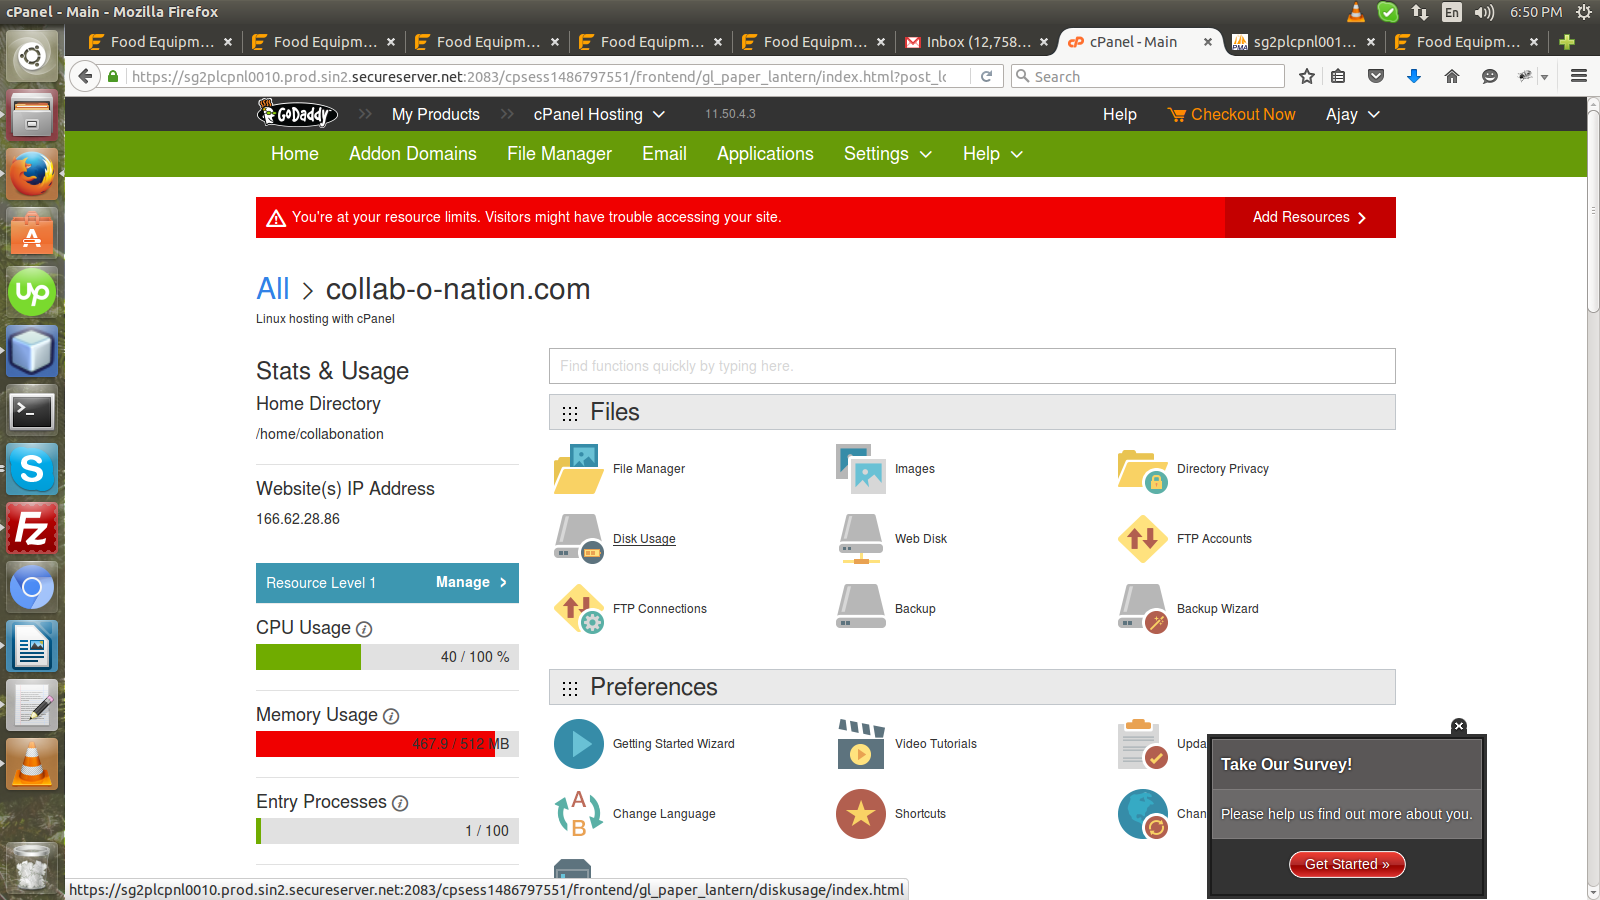 cPanel - Main - Mozilla Firefox
En
6:50 PM
Food Equipm...
Food Equipm...
Food Equipm...
Food Equipm...
Food Equipm...
Inbox (12,758...
cPanel - Main
sg2plcpnl001...
Food Equipm...
https://sg2plcpnl0010.prod.sin2.secureserver.net:2083/cpsess1486797551/frontend/gl_paper_lantern/index.html?post_lo
Search
GoDaddy
My Products
cPanel Hosting
11.50.4.3
Help
Checkout Now
Ajay
Home
Addon Domains
File Manager
Email
Applications
Settings
Help
You're at your resource limits. Visitors might have trouble accessing your site.
Add Resources
All > collab-o-nation.com
Linux hosting with cPanel
Stats & Usage
Home Directory
/home/collabonation
Website(s) IP Address
166.62.28.86
Resource Level 1
Manage
CPU Usage
40 / 100 %
Memory Usage
467.9 / 512 MB
Entry Processes
1 / 100
Find functions quickly by typing here.
Files
File Manager
Images
Directory Privacy
Disk Usage
Web Disk
FTP Accounts
FTP Connections
Backup
Backup Wizard
Preferences
Getting Started Wizard
Video Tutorials
Upda
Change Language
Shortcuts
Chan
Take Our Survey!
Please help us find out more about you.
Get Started »
https://sg2plcpnl0010.prod.sin2.secureserver.net:2083/cpsess1486797551/frontend/gl_paper_lantern/diskusage/index.html